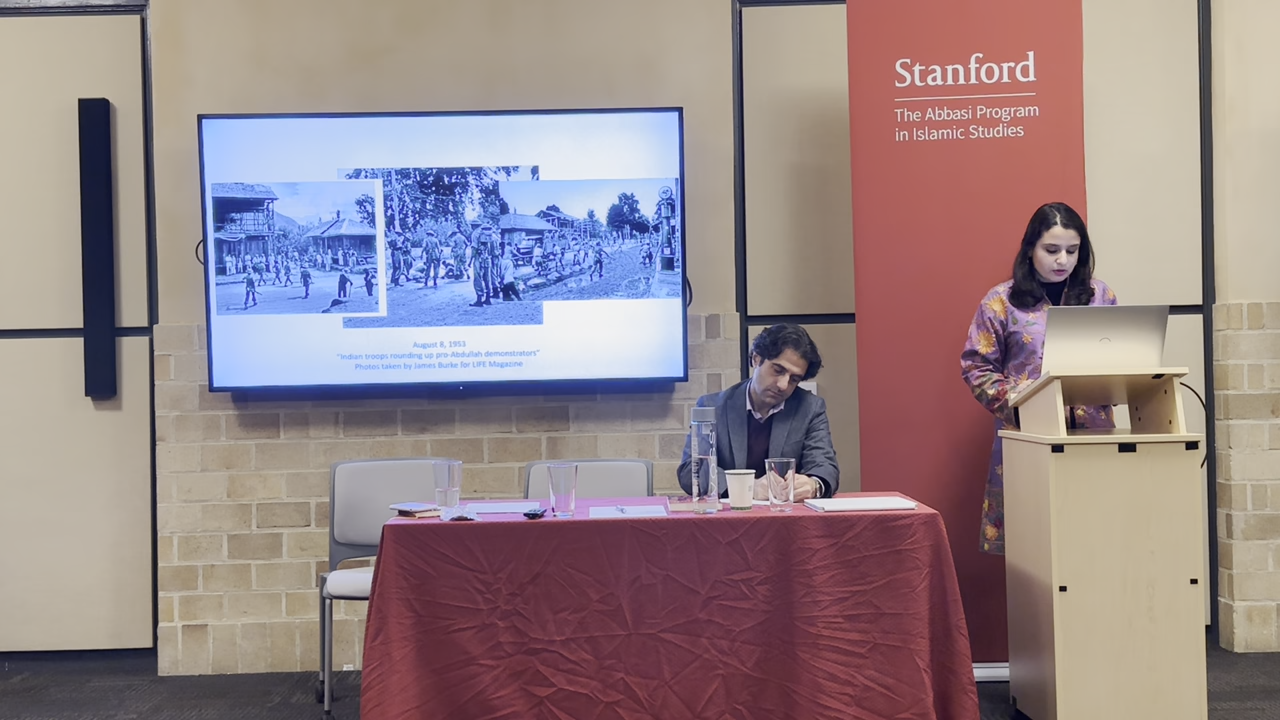 Stanford
The Abbasi Program
in Islamic Studies
August 8, 1953
"Indian troops rounding up pro-Abdullah demonstrators"
Photos taken by James Burke for LIFE Magazine